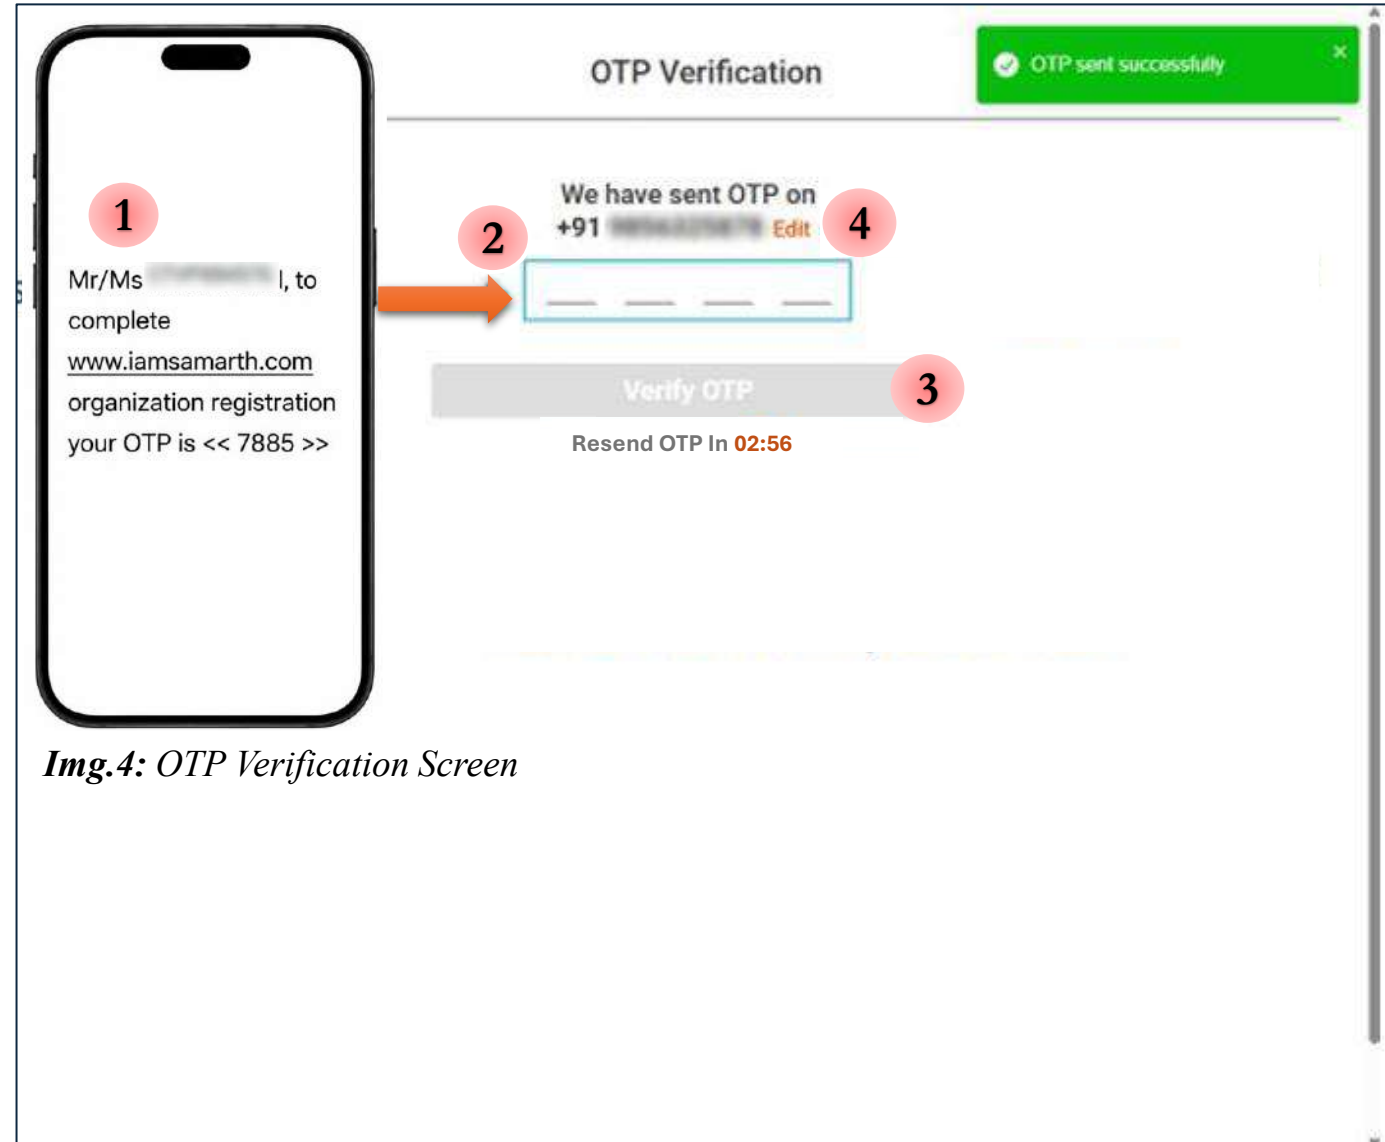 OTP Verification
OTP sent successfully
×
1
Mr/Ms l, to
complete
www.iamsamarth.com
organization registration
your OTP is << 7885 >>
We have sent OTP on
+91 Edit
4
2
Verify OTP
3
Resend OTP In 02:56
Img.4: OTP Verification Screen